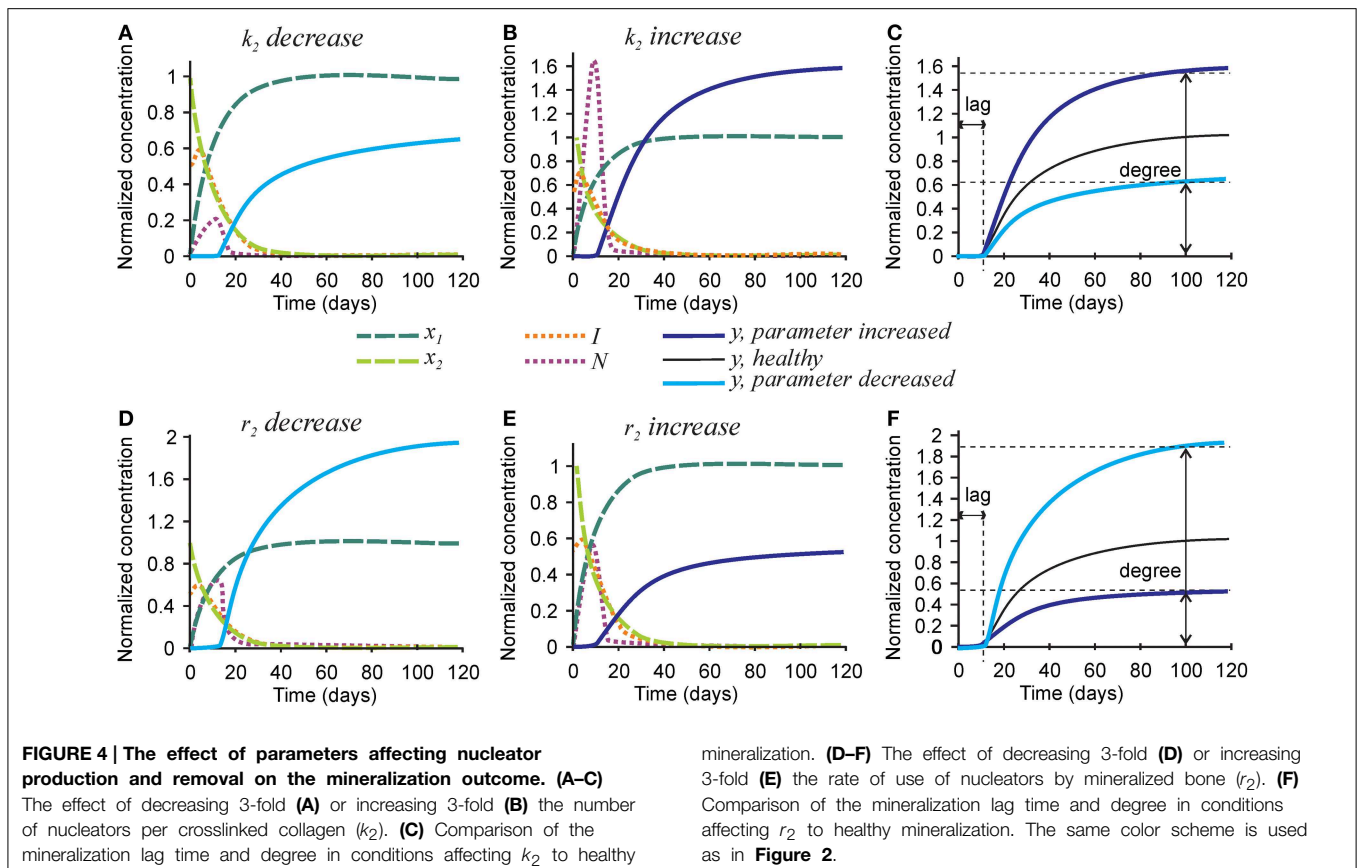 A
k2 decrease
Normalized concentration
1
0.8
0.6
0.4
0.2
0
0 20 40 60 80 100 120
Time (days)
B
k2 increase
Normalized concentration
1.6
1.4
1.2
1
0.8
0.6
0.4
0.2
0
0 20 40 60 80 100 120
Time (days)
C
Normalized concentration
1.6
1.4
1.2
1
0.8
0.6
0.4
0.2
0
lag
degree
0 20 40 60 80 100 120
Time (days)
x1
x2
I
N
y, parameter increased
y, healthy
y, parameter decreased
D
r2 decrease
Normalized concentration
2
1.6
1.2
0.8
0.4
0
0 20 40 60 80 100 120
Time (days)
E
r2 increase
Normalized concentration
1
0.8
0.6
0.4
0.2
0
0 20 40 60 80 100 120
Time (days)
F
Normalized concentration
2
1.8
1.6
1.4
1.2
1
0.8
0.6
0.4
0.2
0
lag
degree
0 20 40 60 80 100 120
Time (days)
FIGURE 4 | The effect of parameters affecting nucleator
production and removal on the mineralization outcome. (A–C)
The effect of decreasing 3-fold (A) or increasing 3-fold (B) the number
of nucleators per crosslinked collagen (k2). (C) Comparison of the
mineralization lag time and degree in conditions affecting k2 to healthy
mineralization. (D–F) The effect of decreasing 3-fold (D) or increasing
3-fold (E) the rate of use of nucleators by mineralized bone (r2). (F)
Comparison of the mineralization lag time and degree in conditions
affecting r2 to healthy mineralization. The same color scheme is used
as in Figure 2.